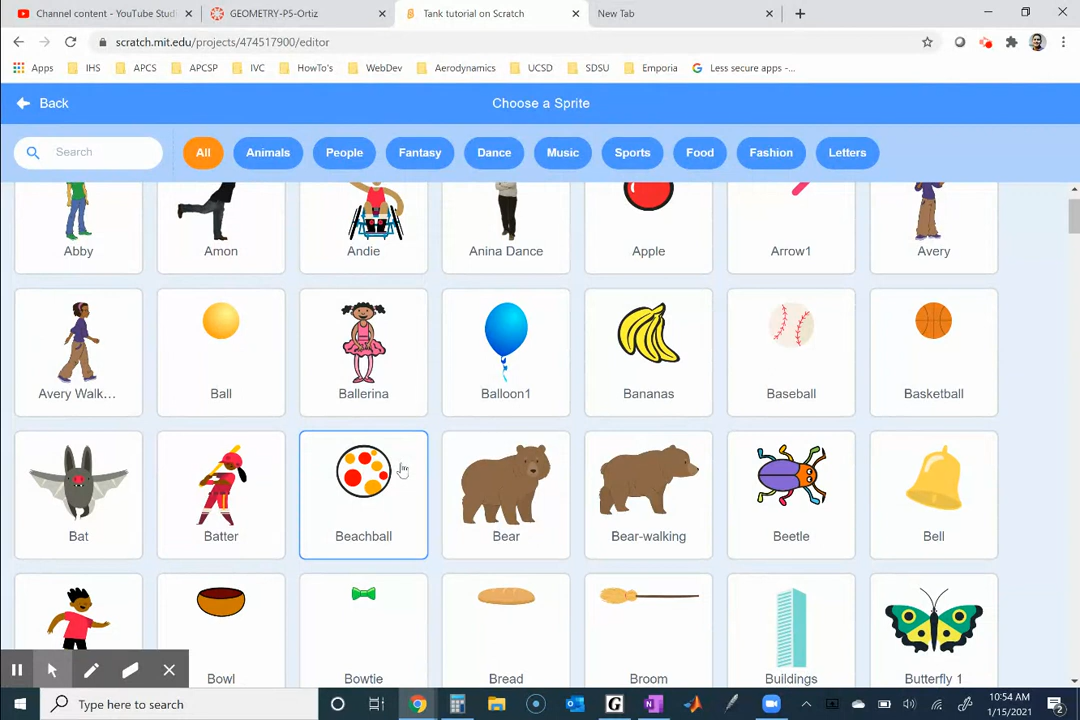 Channel content - YouTube Studi
GEOMETRY-P5-Ortiz
Tank tutorial on Scratch
New Tab
scratch.mit.edu/projects/474517900/editor
Apps
IHS
APCS
APCSP
IVC
HowTo's
WebDev
Aerodynamics
UCSD
SDSU
Emporia
Less secure apps -...
Back
Choose a Sprite
Search
All
Animals
People
Fantasy
Dance
Music
Sports
Food
Fashion
Letters
Abby
Amon
Andie
Anina Dance
Apple
Arrow1
Avery
Avery Walk...
Ball
Ballerina
Balloon1
Bananas
Baseball
Basketball
Bat
Batter
Beachball
Bear
Bear-walking
Beetle
Bell
Bowl
Bowtie
Bread
Broom
Buildings
Butterfly 1
Type here to search
10:54 AM
1/15/2021
2